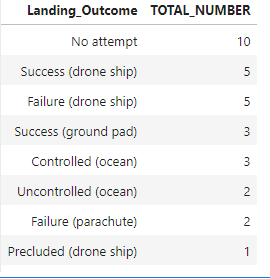 Landing_Outcome TOTAL_NUMBER
No attempt 10
Success (drone ship) 5
Failure (drone ship) 5
Success (ground pad) 3
Controlled (ocean) 3
Uncontrolled (ocean) 2
Failure (parachute) 2
Precluded (drone ship) 1